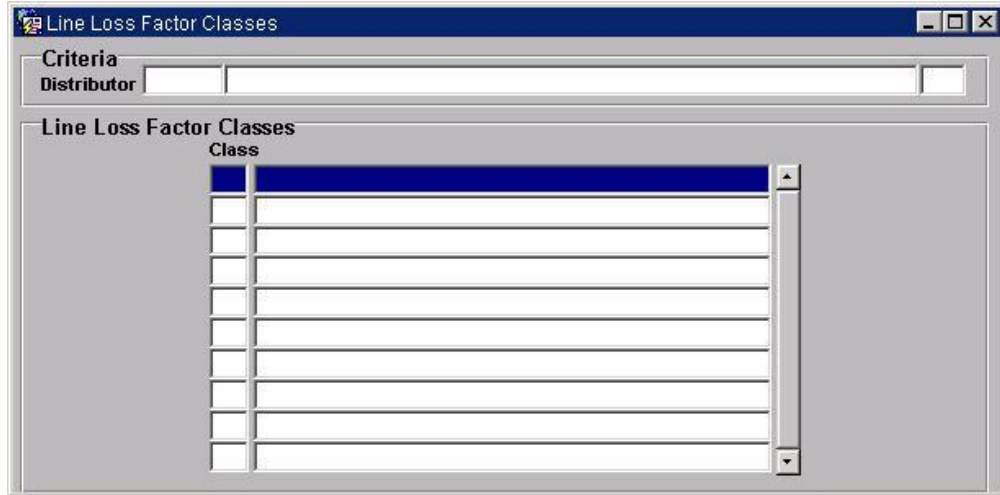 Line Loss Factor Classes
Criteria
Distributor
Line Loss Factor Classes
Class